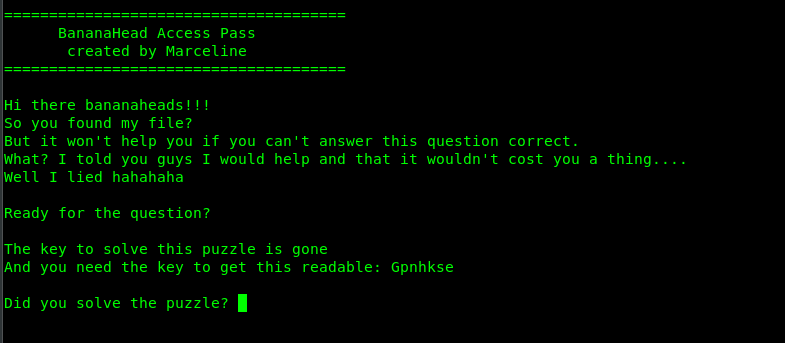 ======================================
BananaHead Access Pass
created by Marceline
======================================
Hi there bananaheads!!!
So you found my file?
But it won't help you if you can't answer this question correct.
What? I told you guys I would help and that it wouldn't cost you a thing....
Well I lied hahahaha
Ready for the question?
The key to solve this puzzle is gone
And you need the key to get this readable: Gpnhkse
Did you solve the puzzle?